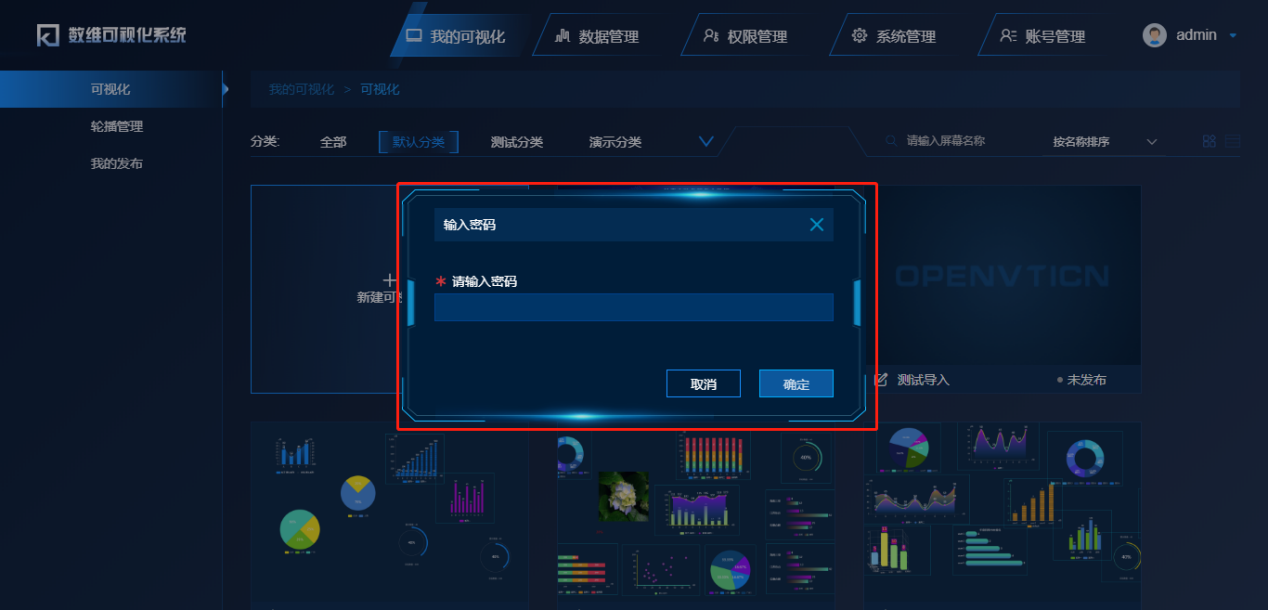 数维可视化系统
我的可视化
数据管理
权限管理
系统管理
账号管理
admin
可视化
轮播管理
我的发布
我的可视化 > 可视化
分类:
全部
默认分类
测试分类
演示分类
请输入屏幕名称
按名称排序
新建可
输入密码
* 请输入密码
取消
确定
OPENVTICN
测试导入
未发布